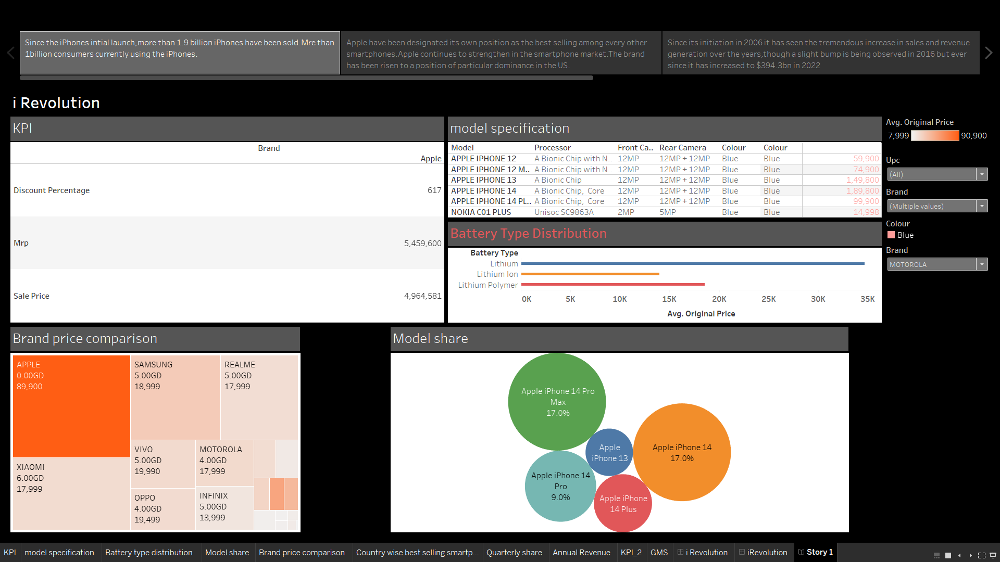 Since the iPhones intial launch,more than 1.9 billion iPhones have been sold.Mre than
1billion consumers currently using the iPhones.
Apple have been designated its own position as the best selling among every other
smartphones.Apple continues to strengthen in the smartphone market.The brand
has been risen to a position of particular dominance in the US.
Since its initiation in 2006 it has seen the tremendous increase in sales and revenue
generation over the years,though a slight bump is being observed in 2016 but ever
since it has increased to $394.3bn in 2022
i Revolution
KPI
Brand
Apple
Discount Percentage 617
Mrp 5,459,600
Sale Price 4,964,581
model specification
Model Processor Front Ca.. Rear Camera Colour Colour
APPLE IPHONE 12 A Bionic Chip with N.. 12MP 12MP + 12MP Blue Blue 59,900
APPLE IPHONE 12 M.. A Bionic Chip with N.. 12MP 12MP + 12MP Blue Blue 74,900
APPLE IPHONE 13 A Bionic Chip 12MP 12MP + 12MP Blue Blue 1,49,800
APPLE IPHONE 14 A Bionic Chip, Core 12MP 12MP + 12MP Blue Blue 1,89,800
APPLE IPHONE 14 PL.. A Bionic Chip, Core 12MP 12MP + 12MP Blue Blue 99,900
NOKIA C01 PLUS Unisoc SC9863A 2MP 5MP Blue Blue 14,998
Battery Type Distribution
Battery Type
Lithium
Lithium Ion
Lithium Polymer
0K 5K 10K 15K 20K 25K 30K 35K
Avg. Original Price
Avg. Original Price
7,999 90,900
Upc
(All)
Brand
(Multiple values)
Colour
Blue
Brand
MOTOROLA
Brand price comparison
APPLE
0.00GD
89,900
SAMSUNG
5.00GD
18,999
REALME
5.00GD
17,999
XIAOMI
6.00GD
17,999
VIVO
5.00GD
19,990
MOTOROLA
4.00GD
17,999
OPPO
4.00GD
19,499
INFINIX
5.00GD
13,999
Model share
Apple iPhone 14 Pro
Max
17.0%
Apple
iPhone 13
Apple iPhone 14
17.0%
Apple iPhone 14
Pro
9.0%
Apple iPhone
14 Plus
KPI model specification Battery type distribution Model share Brand price comparison Country wise best selling smartp... Quarterly share Annual Revenue KPI_2 GMS i Revolution iRevolution Story 1